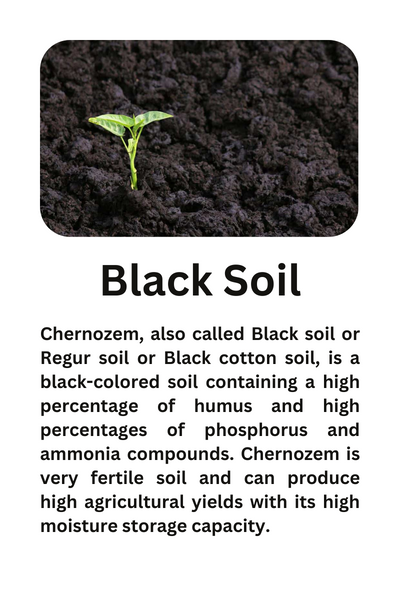 Black Soil
Chernozem, also called Black soil or
Regur soil or Black cotton soil, is a
black-colored soil containing a high
percentage of humus and high
percentages of phosphorus and
ammonia compounds. Chernozem is
very fertile soil and can produce
high agricultural yields with its high
moisture storage capacity.